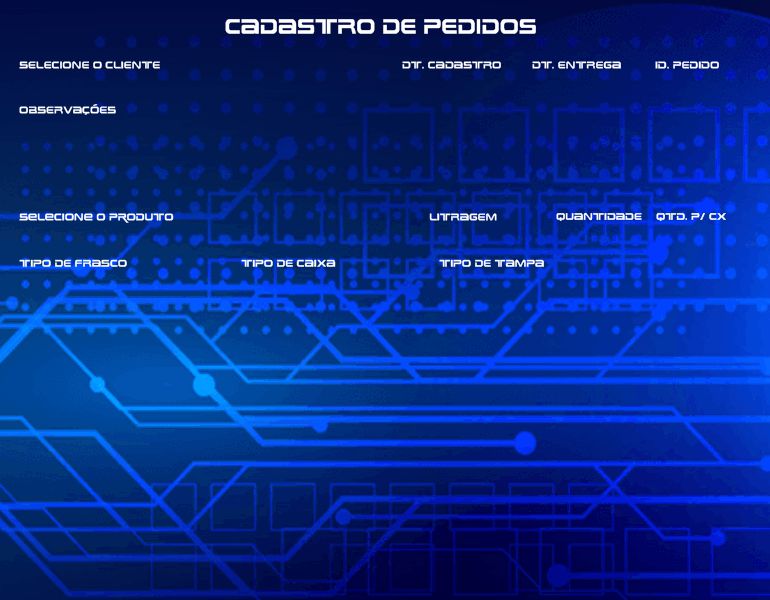 CADASTRO DE PEDIDOS
SELECIONE O CLIENTE DT. CADASTRO DT. ENTREGA ID. PEDIDO
OBSERVAÇÕES
SELECIONE O PRODUTO LITRAGEM QUANTIDADE QTD. P/ CX
TIPO DE FRASCO TIPO DE CAIXA TIPO DE TAMPA